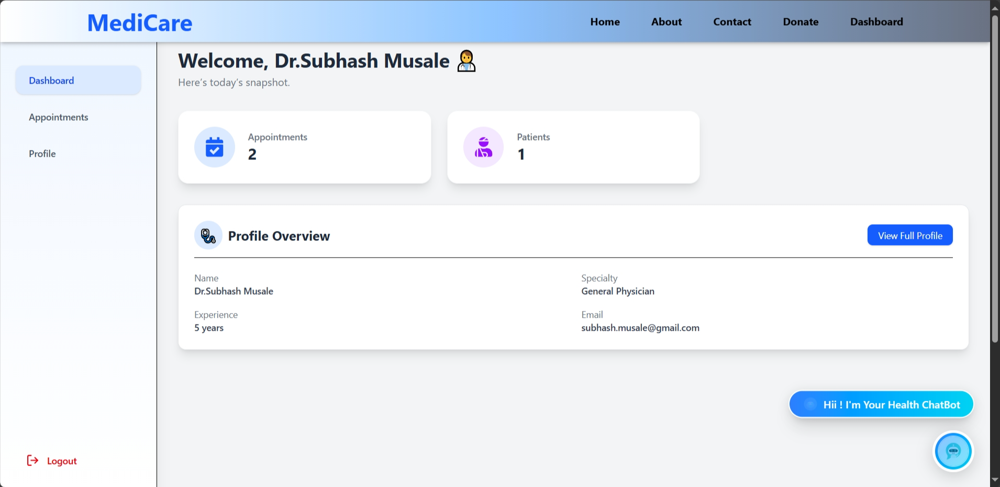 MediCare
Home About Contact Donate Dashboard
Dashboard
Appointments
Profile
Logout
Welcome, Dr.Subhash Musale
Here’s today’s snapshot.
Appointments
2
Patients
1
Profile Overview
View Full Profile
Name
Dr.Subhash Musale
Specialty
General Physician
Experience
5 years
Email
subhash.musale@gmail.com
Hii ! I'm Your Health ChatBot